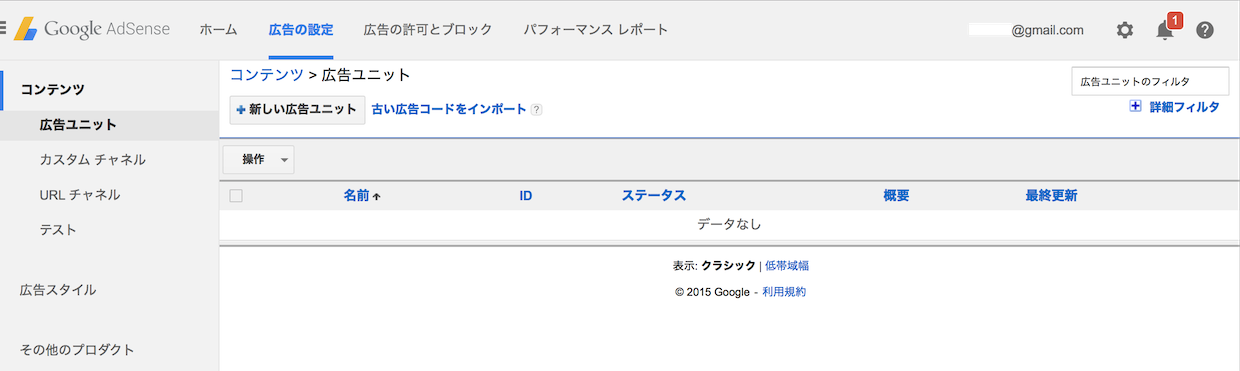 Google AdSense ホーム 広告の設定 広告の許可とブロック パフォーマンス レポート @gmail.com 1
コンテンツ
広告ユニット
カスタム チャネル
URL チャネル
テスト
広告スタイル
その他のプロダクト
コンテンツ > 広告ユニット
広告ユニットのフィルタ
新しい広告ユニット 古い広告コードをインポート ?
詳細フィルタ
操作
名前 ID ステータス 概要 最終更新
データなし
表示: クラシック | 低帯域幅
© 2015 Google - 利用規約